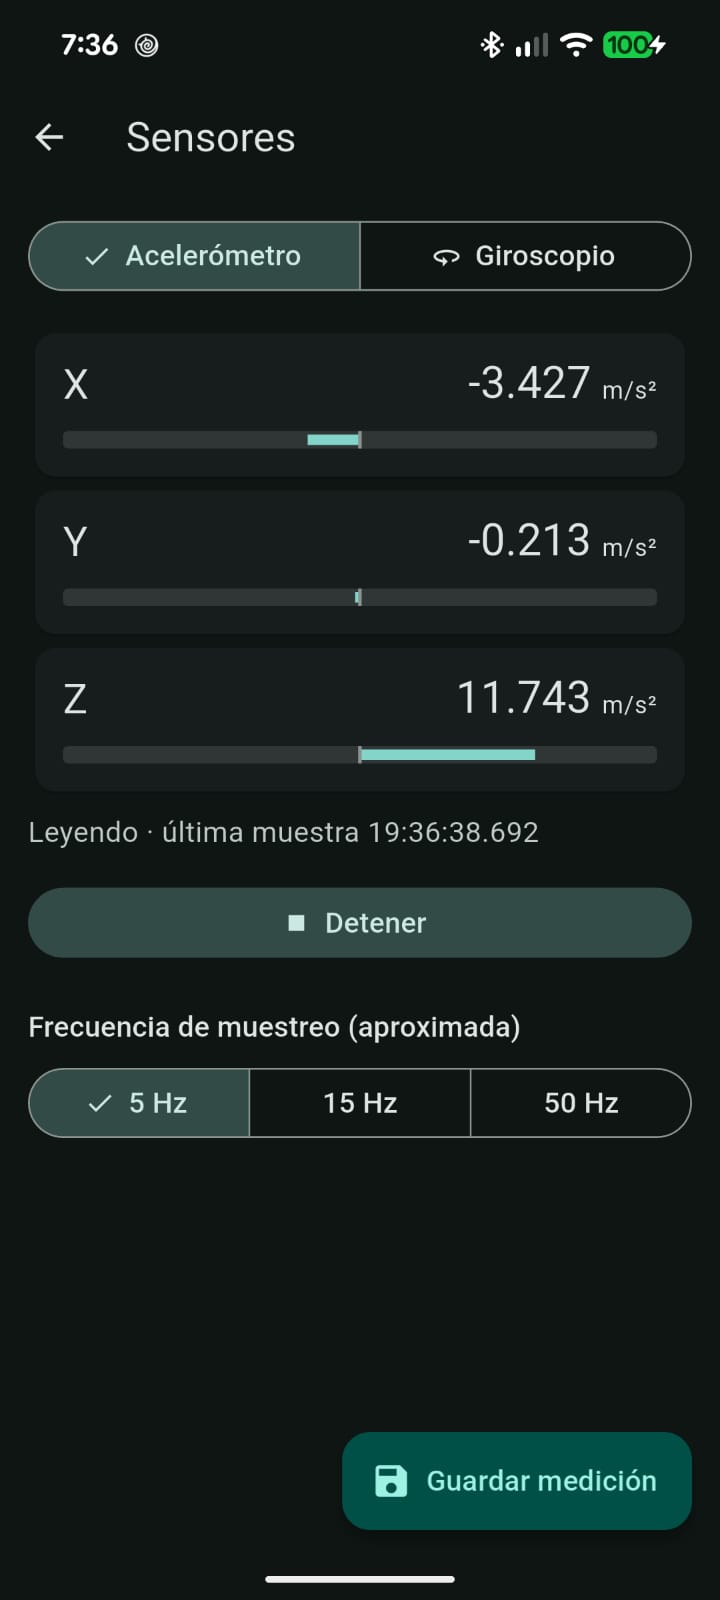 7:36
100
Sensores
Acelerómetro
Giroscopio
X
-3.427 m/s²
Y
-0.213 m/s²
Z
11.743 m/s²
Leyendo · última muestra 19:36:38.692
Detener
Frecuencia de muestreo (aproximada)
5 Hz
15 Hz
50 Hz
Guardar medición